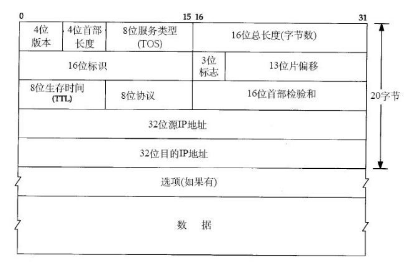 0 15 16 31
4位 4位首部 8位服务类型 16位总长度(字节数)
版本 长度 (TOS)
16位标识 3位 13位片偏移
标志
8位生存时间 8位协议 16位首部检验和
(TTL)
20字节
32位源IP地址
32位目的IP地址
选项(如果有)
数 据